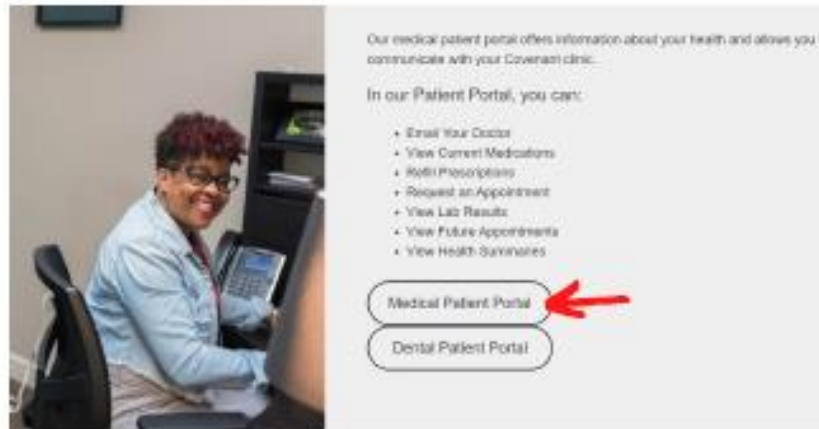 Our medical patient portal offers information about your health and allows you
communicate with your Covenant clinic.
In our Patient Portal, you can:
• Email Your Doctor
• View Current Medications
• Refill Prescriptions
• Request an Appointment
• View Lab Results
• View Future Appointments
• View Health Summaries
Medical Patient Portal
Dental Patient Portal